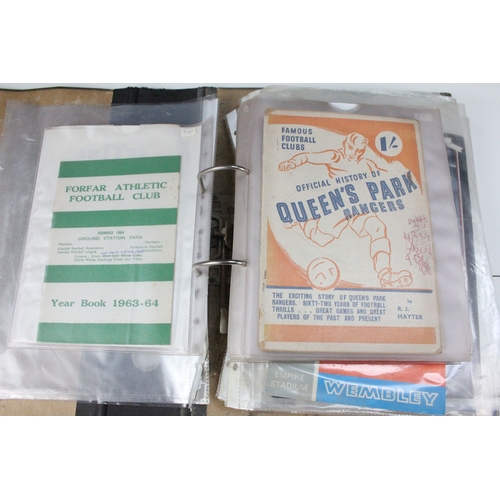 FORFAR ATHLETIC
FOOTBALL CLUB
GROUND STATION PARK
Year Book 1963-64
FAMOUS
FOOTBALL
CLUBS
1/-
OFFICIAL HISTORY OF
QUEEN'S PARK
RANGERS
THE EXCITING STORY OF QUEEN'S PARK
RANGERS. SIXTY-TWO YEARS OF FOOTBALL
THRILLS . . . GREAT GAMES AND GREAT
PLAYERS OF THE PAST AND PRESENT
by
R. J.
HAYTER
EMPIRE
STADIUM
WEMBLEY